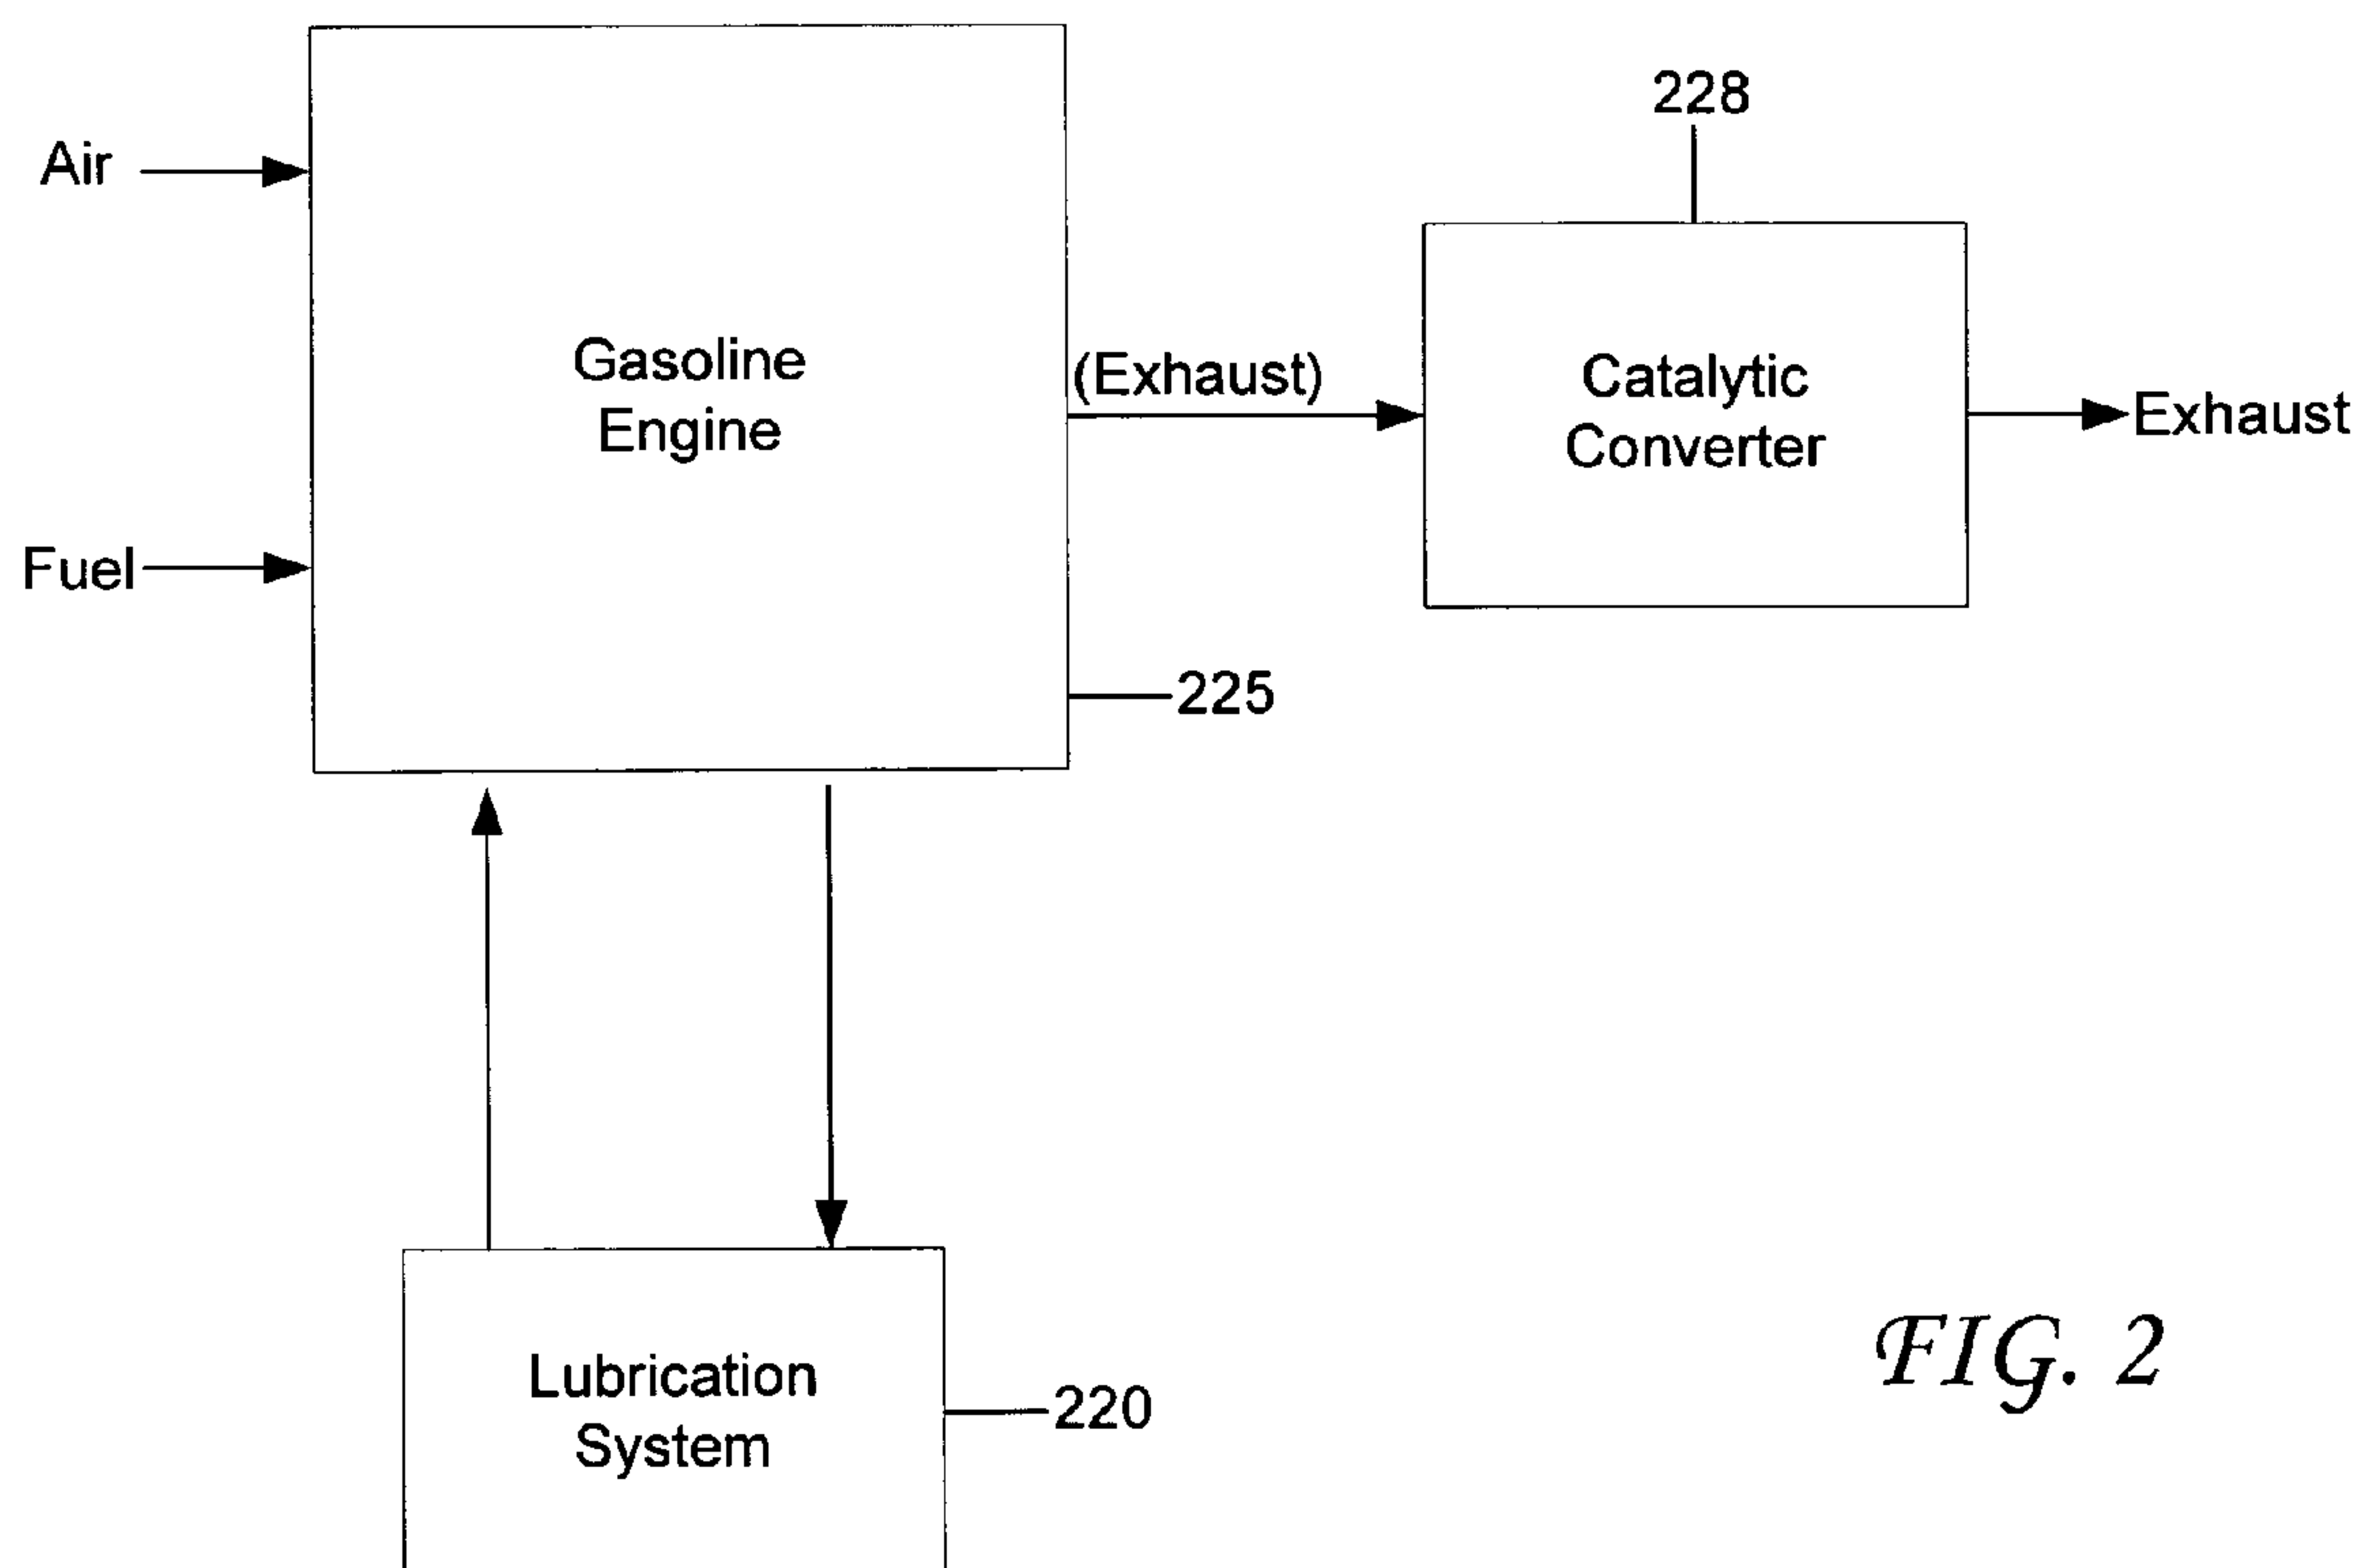 228
Air
Gasoline
Engine
(Exhaust)
Catalytic
Converter
Exhaust
Fuel
225
Lubrication
System
220
FIG. 2